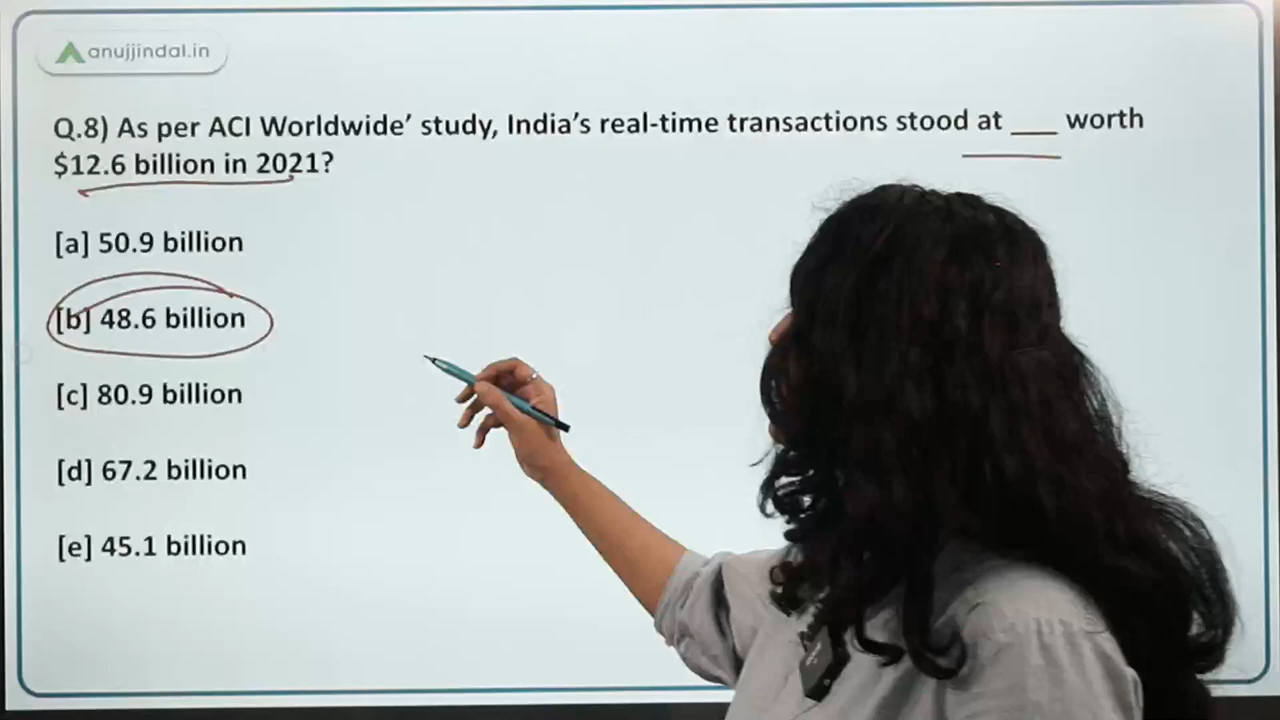 anujjindal.in
Q.8) As per ACI Worldwide’ study, India’s real-time transactions stood at ___ worth
$12.6 billion in 2021?
[a] 50.9 billion
[b] 48.6 billion
[c] 80.9 billion
[d] 67.2 billion
[e] 45.1 billion